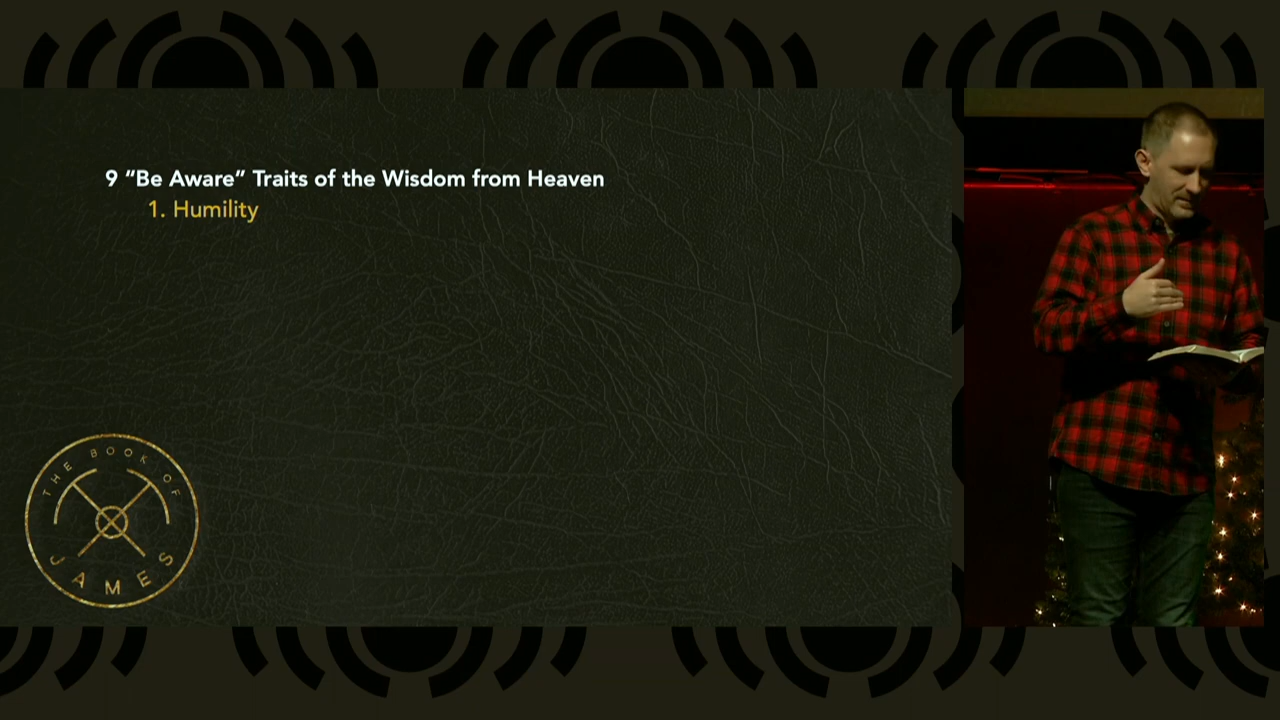 9 “Be Aware” Traits of the Wisdom from Heaven
1. Humility
THE BOOK OF
JAMES